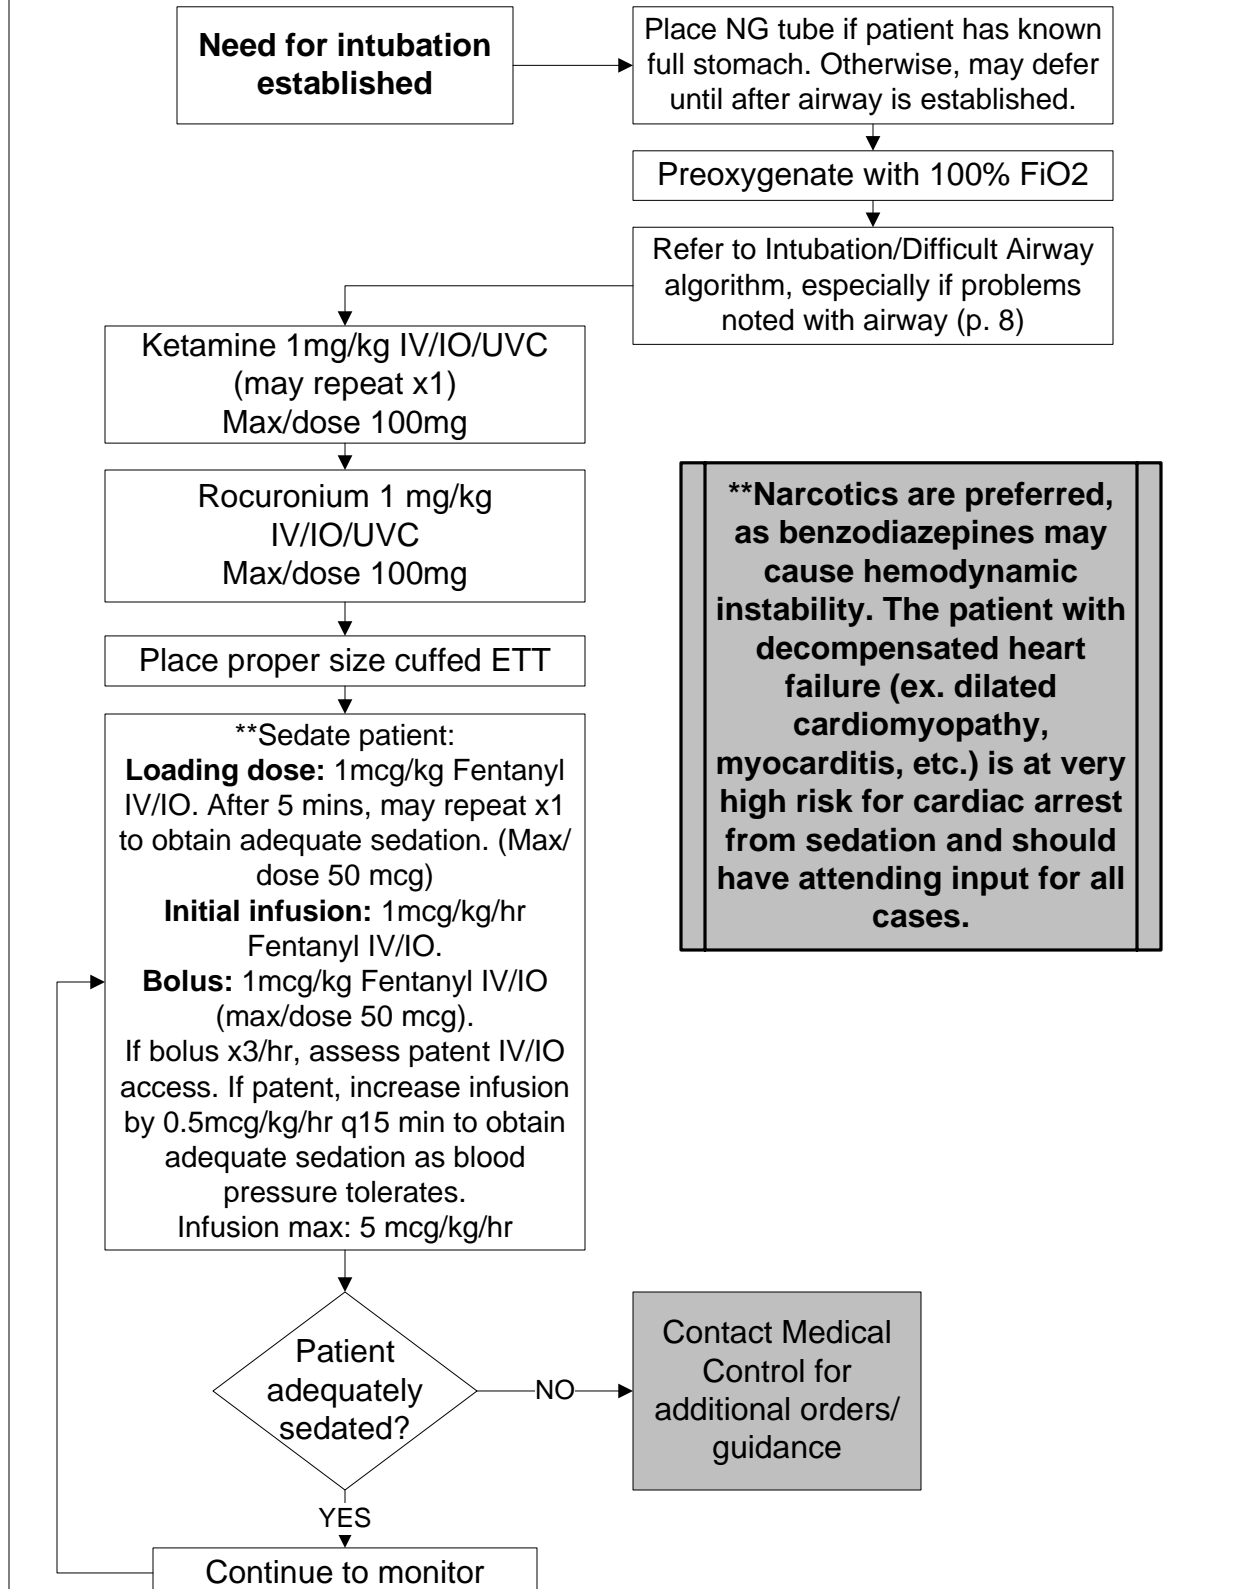 Need for intubation
established
Place NG tube if patient has known
full stomach. Otherwise, may defer
until after airway is established.
Preoxygenate with 100% FiO2
Refer to Intubation/Difficult Airway
algorithm, especially if problems
noted with airway (p. 8)
Ketamine 1mg/kg IV/IO/UVC
(may repeat x1)
Max/dose 100mg
Rocuronium 1 mg/kg
IV/IO/UVC
Max/dose 100mg
Place proper size cuffed ETT
**Sedate patient:
Loading dose: 1mcg/kg Fentanyl
IV/IO. After 5 mins, may repeat x1
to obtain adequate sedation. (Max/
dose 50 mcg)
Initial infusion: 1mcg/kg/hr
Fentanyl IV/IO.
Bolus: 1mcg/kg Fentanyl IV/IO
(max/dose 50 mcg).
If bolus x3/hr, assess patent IV/IO
access. If patent, increase infusion
by 0.5mcg/kg/hr q15 min to obtain
adequate sedation as blood
pressure tolerates.
Infusion max: 5 mcg/kg/hr
**Narcotics are preferred,
as benzodiazepines may
cause hemodynamic
instability. The patient with
decompensated heart
failure (ex. dilated
cardiomyopathy,
myocarditis, etc.) is at very
high risk for cardiac arrest
from sedation and should
have attending input for all
cases.
Patient
adequately
sedated?
NO
Contact Medical
Control for
additional orders/
guidance
YES
Continue to monitor